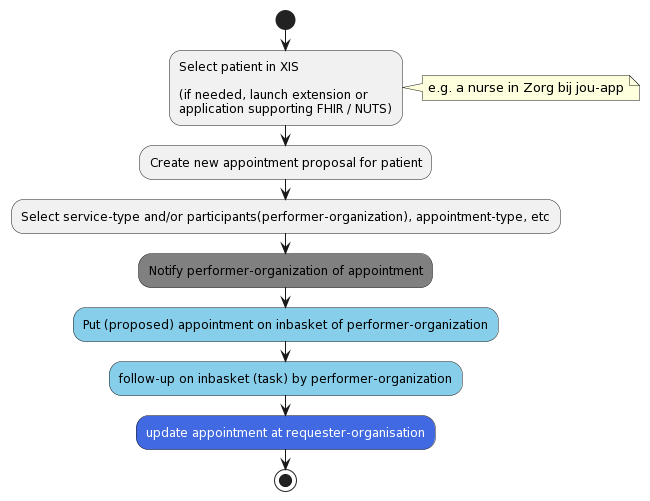 Select patient in XIS
(if needed, launch extension or
application supporting FHIR / NUTS)
e.g. a nurse in Zorg bij jou-app
Create new appointment proposal for patient
Select service-type and/or participants(performer-organization), appointment-type, etc
Notify performer-organization of appointment
Put (proposed) appointment on inbasket of performer-organization
follow-up on inbasket (task) by performer-organization
update appointment at requester-organisation